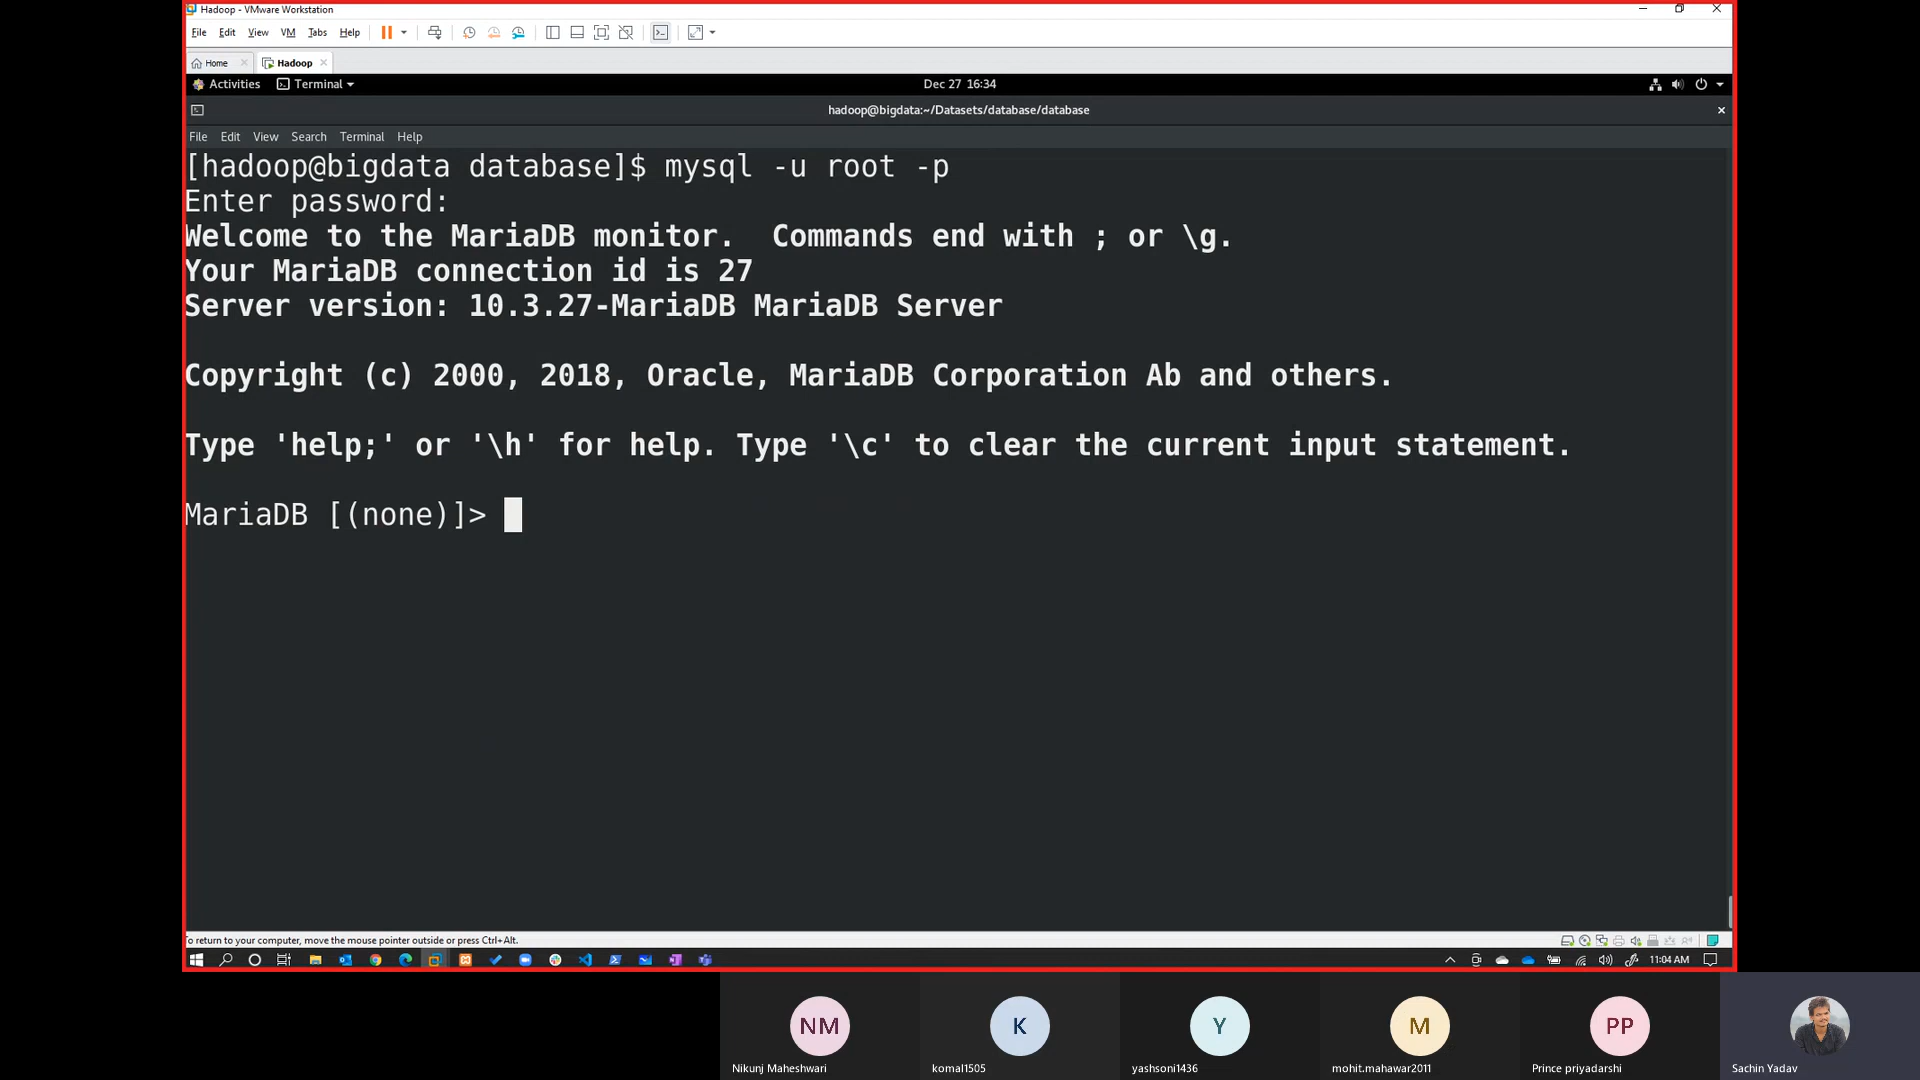 Hadoop - VMware Workstation
File Edit View VM Tabs Help
Home Hadoop
Activities Terminal Dec 27 16:34
hadoop@bigdata:~/Datasets/database/database
File Edit View Search Terminal Help
[hadoop@bigdata database]$ mysql -u root -p
Enter password:
Welcome to the MariaDB monitor.  Commands end with ; or \g.
Your MariaDB connection id is 27
Server version: 10.3.27-MariaDB MariaDB Server
Copyright (c) 2000, 2018, Oracle, MariaDB Corporation Ab and others.
Type 'help;' or '\h' for help. Type '\c' to clear the current input statement.
MariaDB [(none)]>
To return to your computer, move the mouse pointer outside or press Ctrl+Alt.
11:04 AM
NM K Y M PP
Nikunj Maheshwari komal1505 yashsoni1436 mohit.mahawar2011 Prince priyadarshi Sachin Yadav